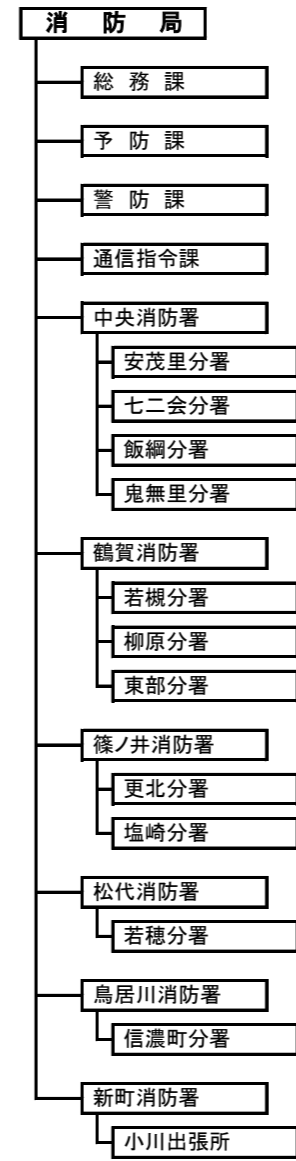 消 防 局
総 務 課
予 防 課
警 防 課
通信指令課
中央消防署
安茂里分署
七二会分署
飯綱分署
鬼無里分署
鶴賀消防署
若槻分署
柳原分署
東部分署
篠ノ井消防署
更北分署
塩崎分署
松代消防署
若穂分署
鳥居川消防署
信濃町分署
新町消防署
小川出張所